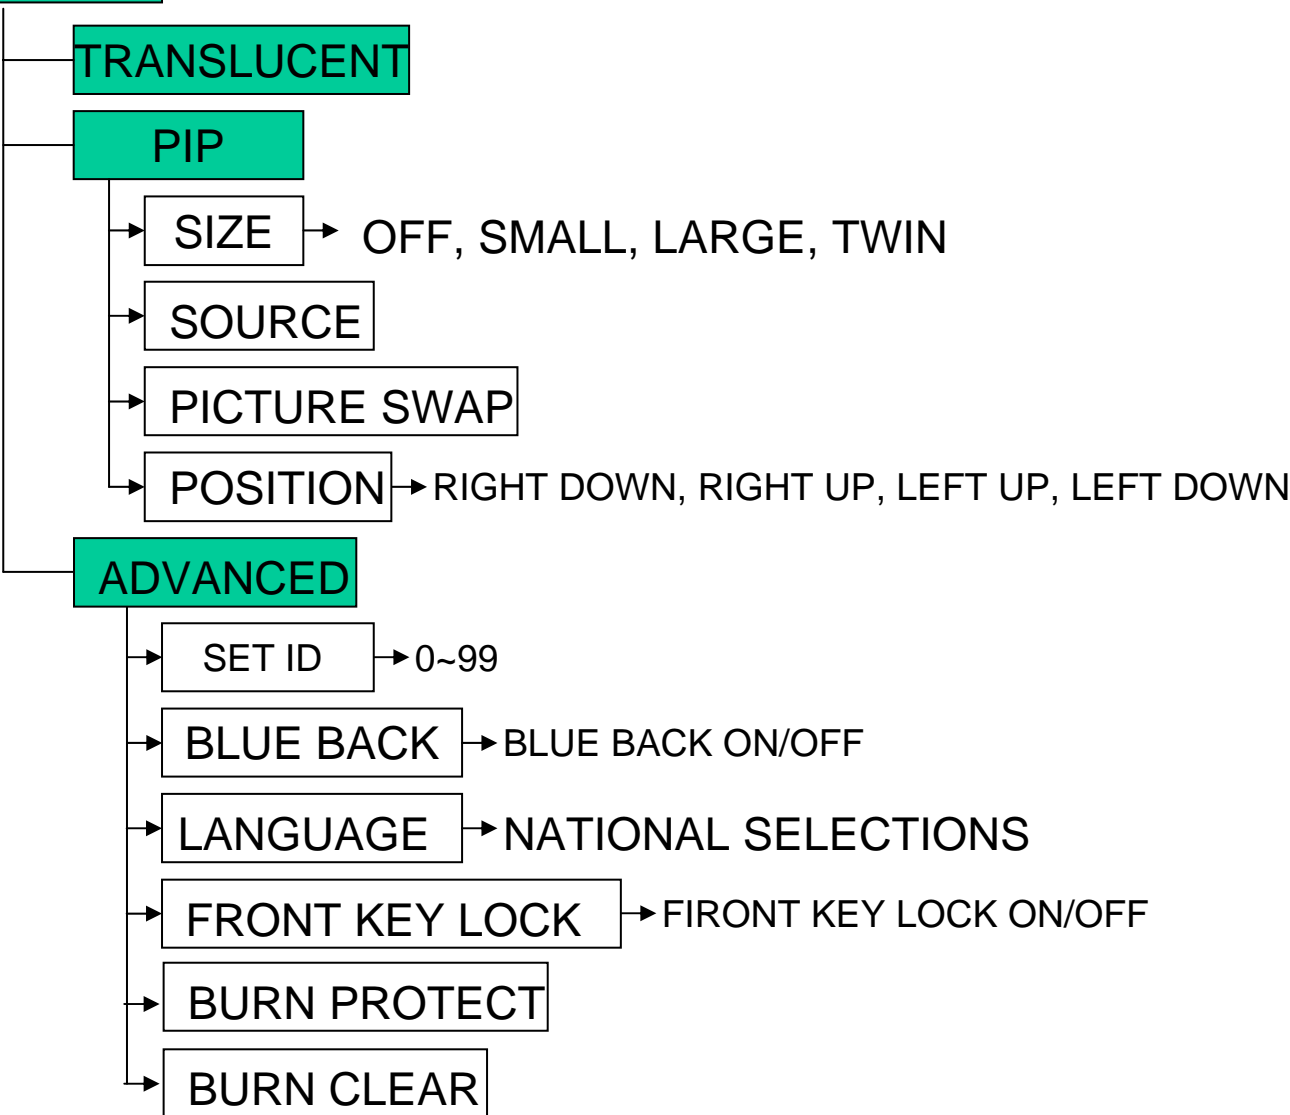 TRANSLUCENT
PIP
SIZE OFF, SMALL, LARGE, TWIN
SOURCE
PICTURE SWAP
POSITION RIGHT DOWN, RIGHT UP, LEFT UP, LEFT DOWN
ADVANCED
SET ID 0~99
BLUE BACK BLUE BACK ON/OFF
LANGUAGE NATIONAL SELECTIONS
FRONT KEY LOCK FIRONT KEY LOCK ON/OFF
BURN PROTECT
BURN CLEAR